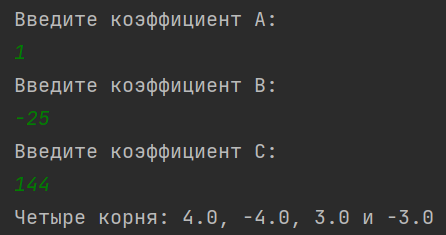 Введите коэффициент A:
1
Введите коэффициент B:
-25
Введите коэффициент C:
144
Четыре корня: 4.0, -4.0, 3.0 и -3.0